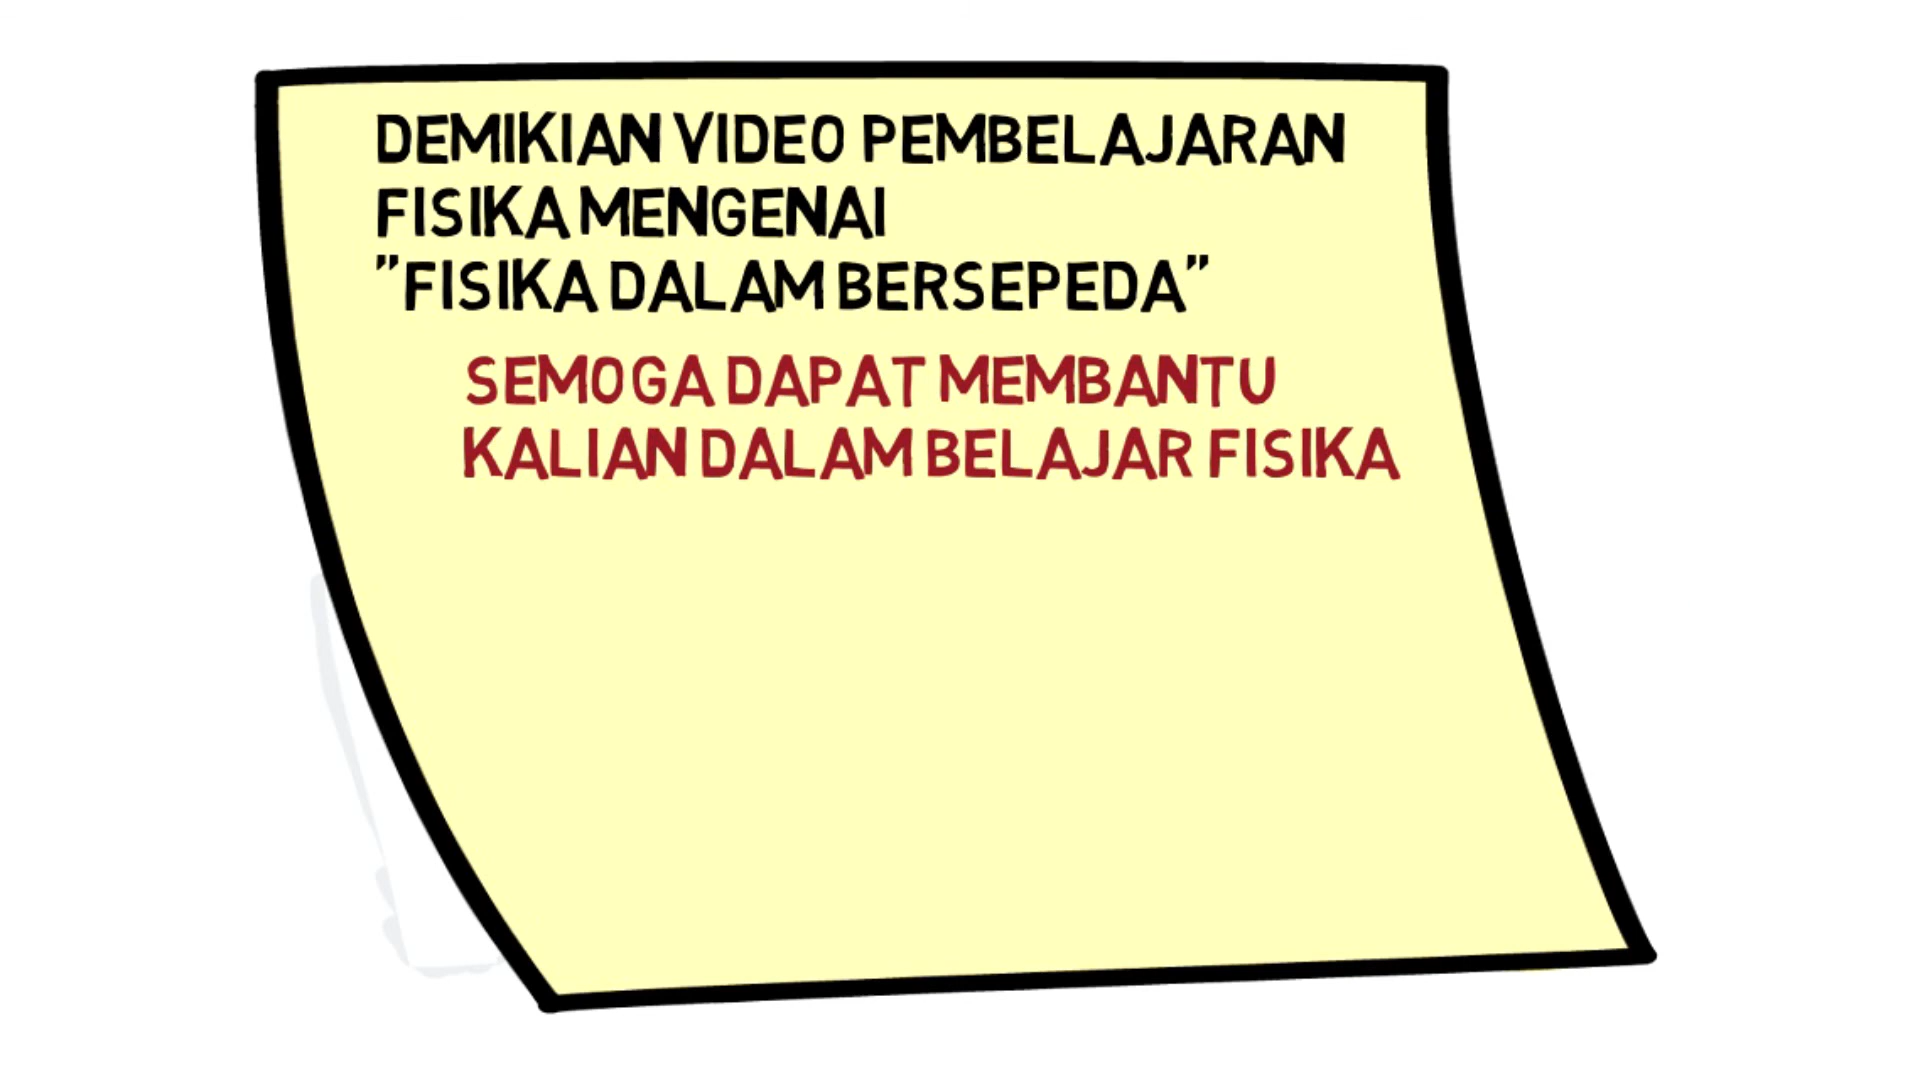 DEMIKIAN VIDEO PEMBELAJARAN
FISIKA MENGENAI
"FISIKA DALAM BERSEPEDA"
SEMOGA DAPAT MEMBANTU
KALIAN DALAM BELAJAR FISIKA